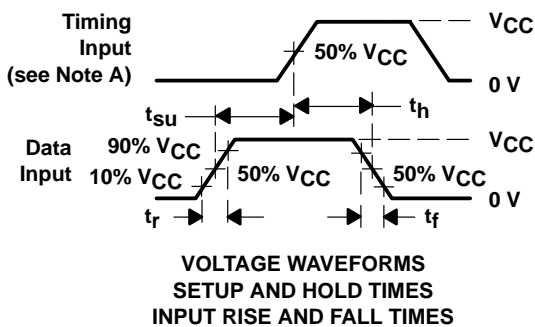 Timing
Input
(see Note A)
50% VCC
VCC
0 V
tsu
th
Data
Input
90% VCC
10% VCC
50% VCC
50% VCC
VCC
0 V
tr
tf
VOLTAGE WAVEFORMS
SETUP AND HOLD TIMES
INPUT RISE AND FALL TIMES